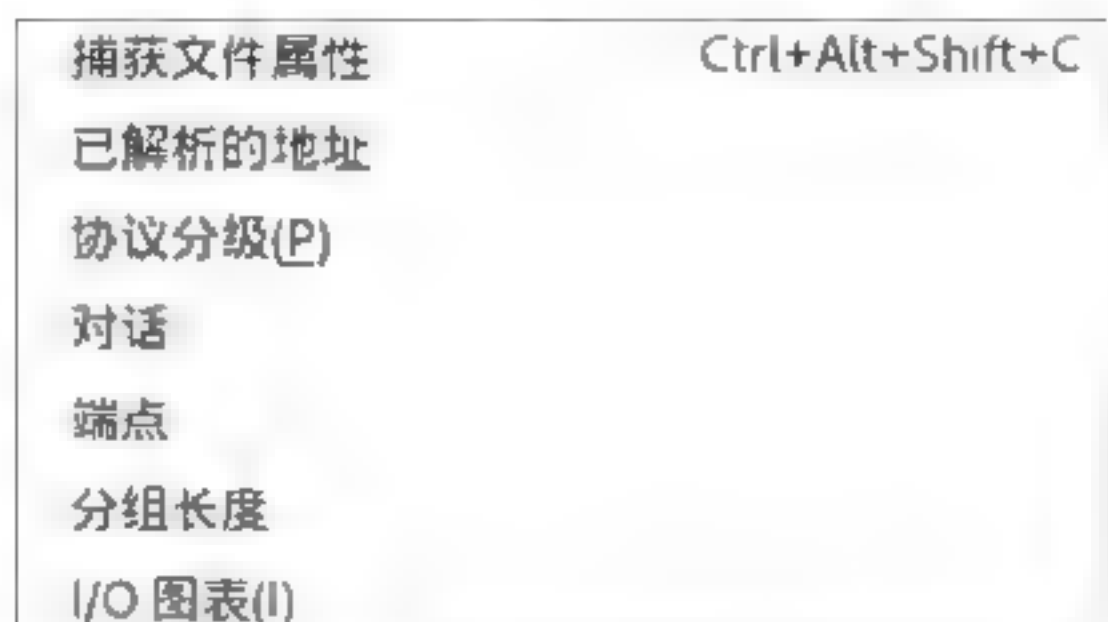 捕获文件属性 Ctrl+Alt+Shift+C
已解析的地址
协议分级(P)
对话
端点
分组长度
I/O 图表(I)